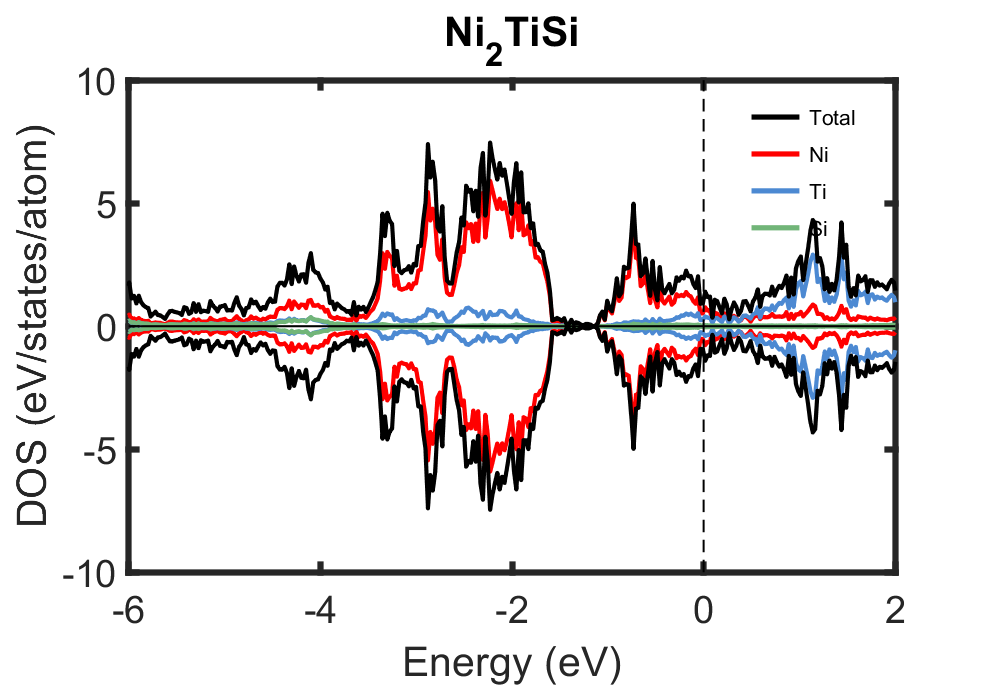 Ni2TiSi
10
5
0
-5
-10
DOS (eV/states/atom)
Total
Ni
Ti
Si
-6 -4 -2 0 2
Energy (eV)